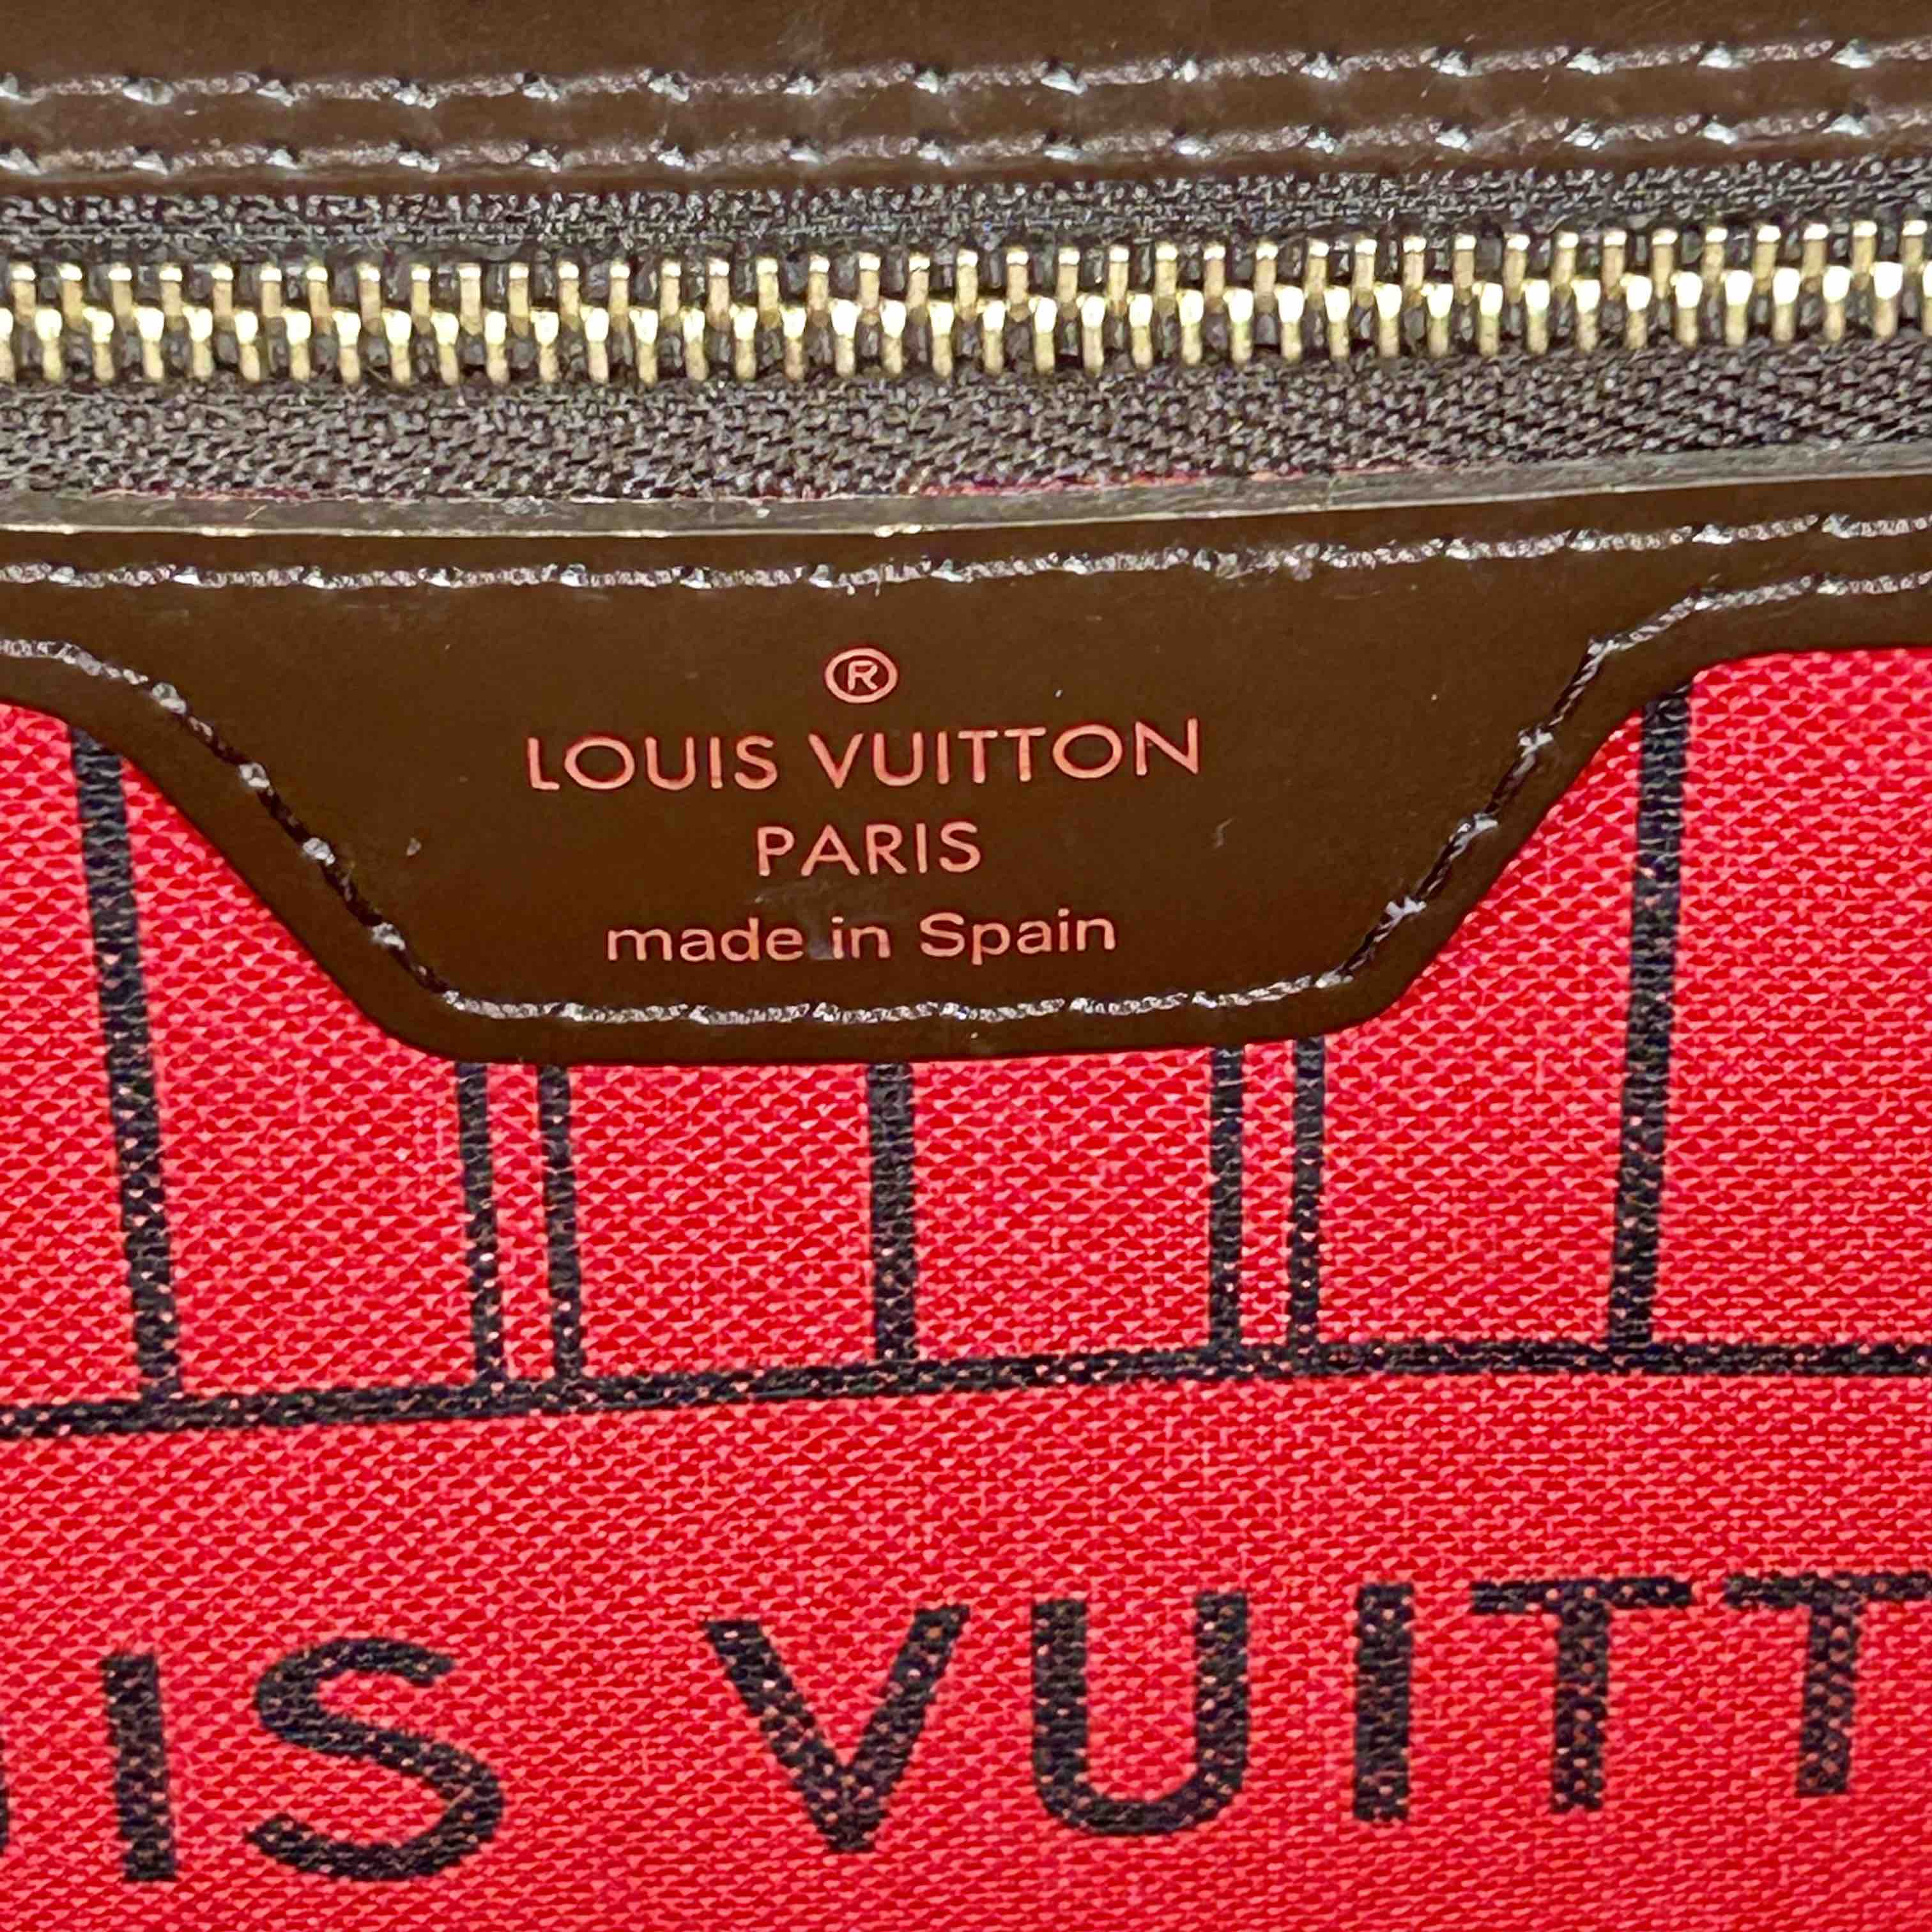 ®
LOUIS VUITTON
PARIS
made in Spain
IS VUITT